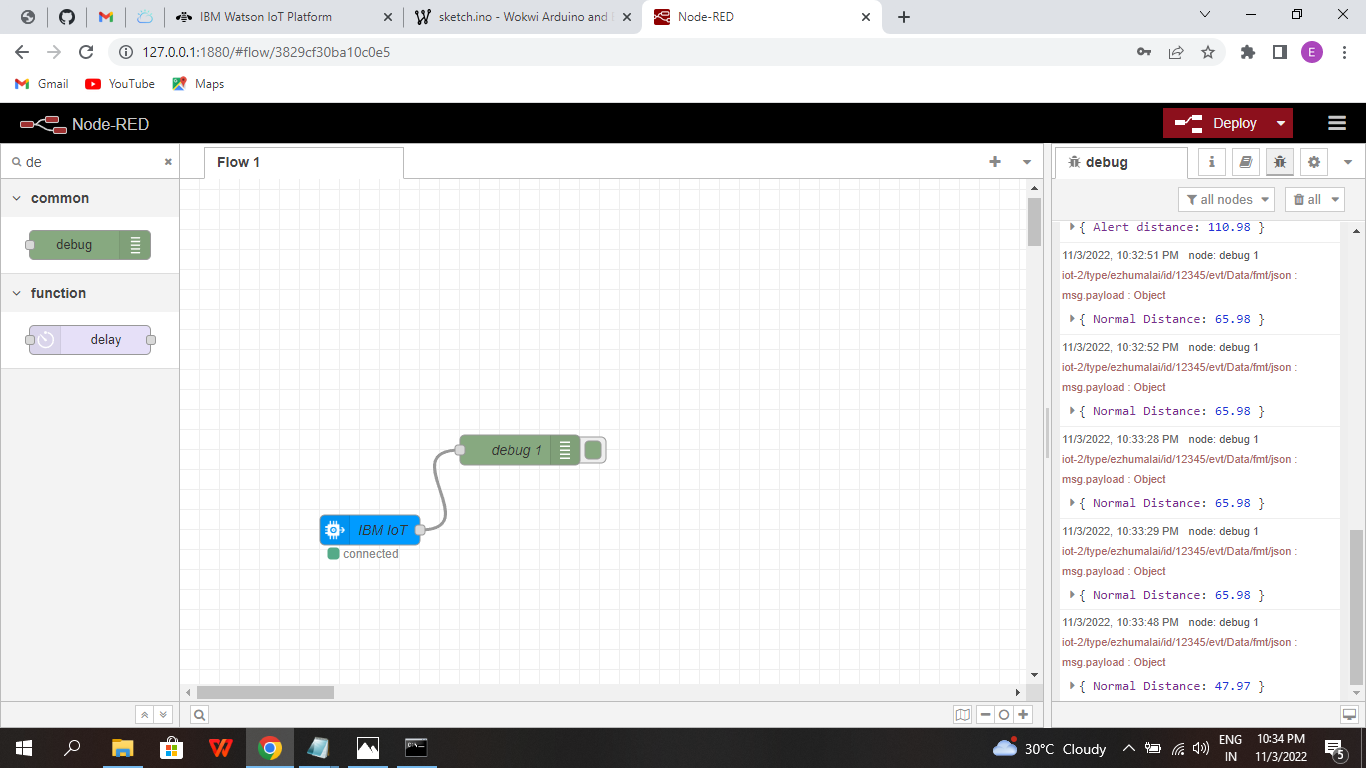 IBM Watson IoT Platform
sketch.ino - Wokwi Arduino and
Node-RED
127.0.0.1:1880/#flow/3829cf30ba10c0e5
E
Gmail
YouTube
Maps
Node-RED
Deploy
de
Flow 1
debug
common
all nodes
all
debug
function
delay
debug 1
IBM IoT
connected
{ Alert distance: 110.98 }
11/3/2022, 10:32:51 PM node: debug 1
iot-2/type/ezhumalai/id/12345/evt/Data/fmt/json :
msg.payload : Object
{ Normal Distance: 65.98 }
11/3/2022, 10:32:52 PM node: debug 1
iot-2/type/ezhumalai/id/12345/evt/Data/fmt/json :
msg.payload : Object
{ Normal Distance: 65.98 }
11/3/2022, 10:33:28 PM node: debug 1
iot-2/type/ezhumalai/id/12345/evt/Data/fmt/json :
msg.payload : Object
{ Normal Distance: 65.98 }
11/3/2022, 10:33:29 PM node: debug 1
iot-2/type/ezhumalai/id/12345/evt/Data/fmt/json :
msg.payload : Object
{ Normal Distance: 65.98 }
11/3/2022, 10:33:48 PM node: debug 1
iot-2/type/ezhumalai/id/12345/evt/Data/fmt/json :
msg.payload : Object
{ Normal Distance: 47.97 }
30°C Cloudy
ENG
IN
10:34 PM
11/3/2022
5